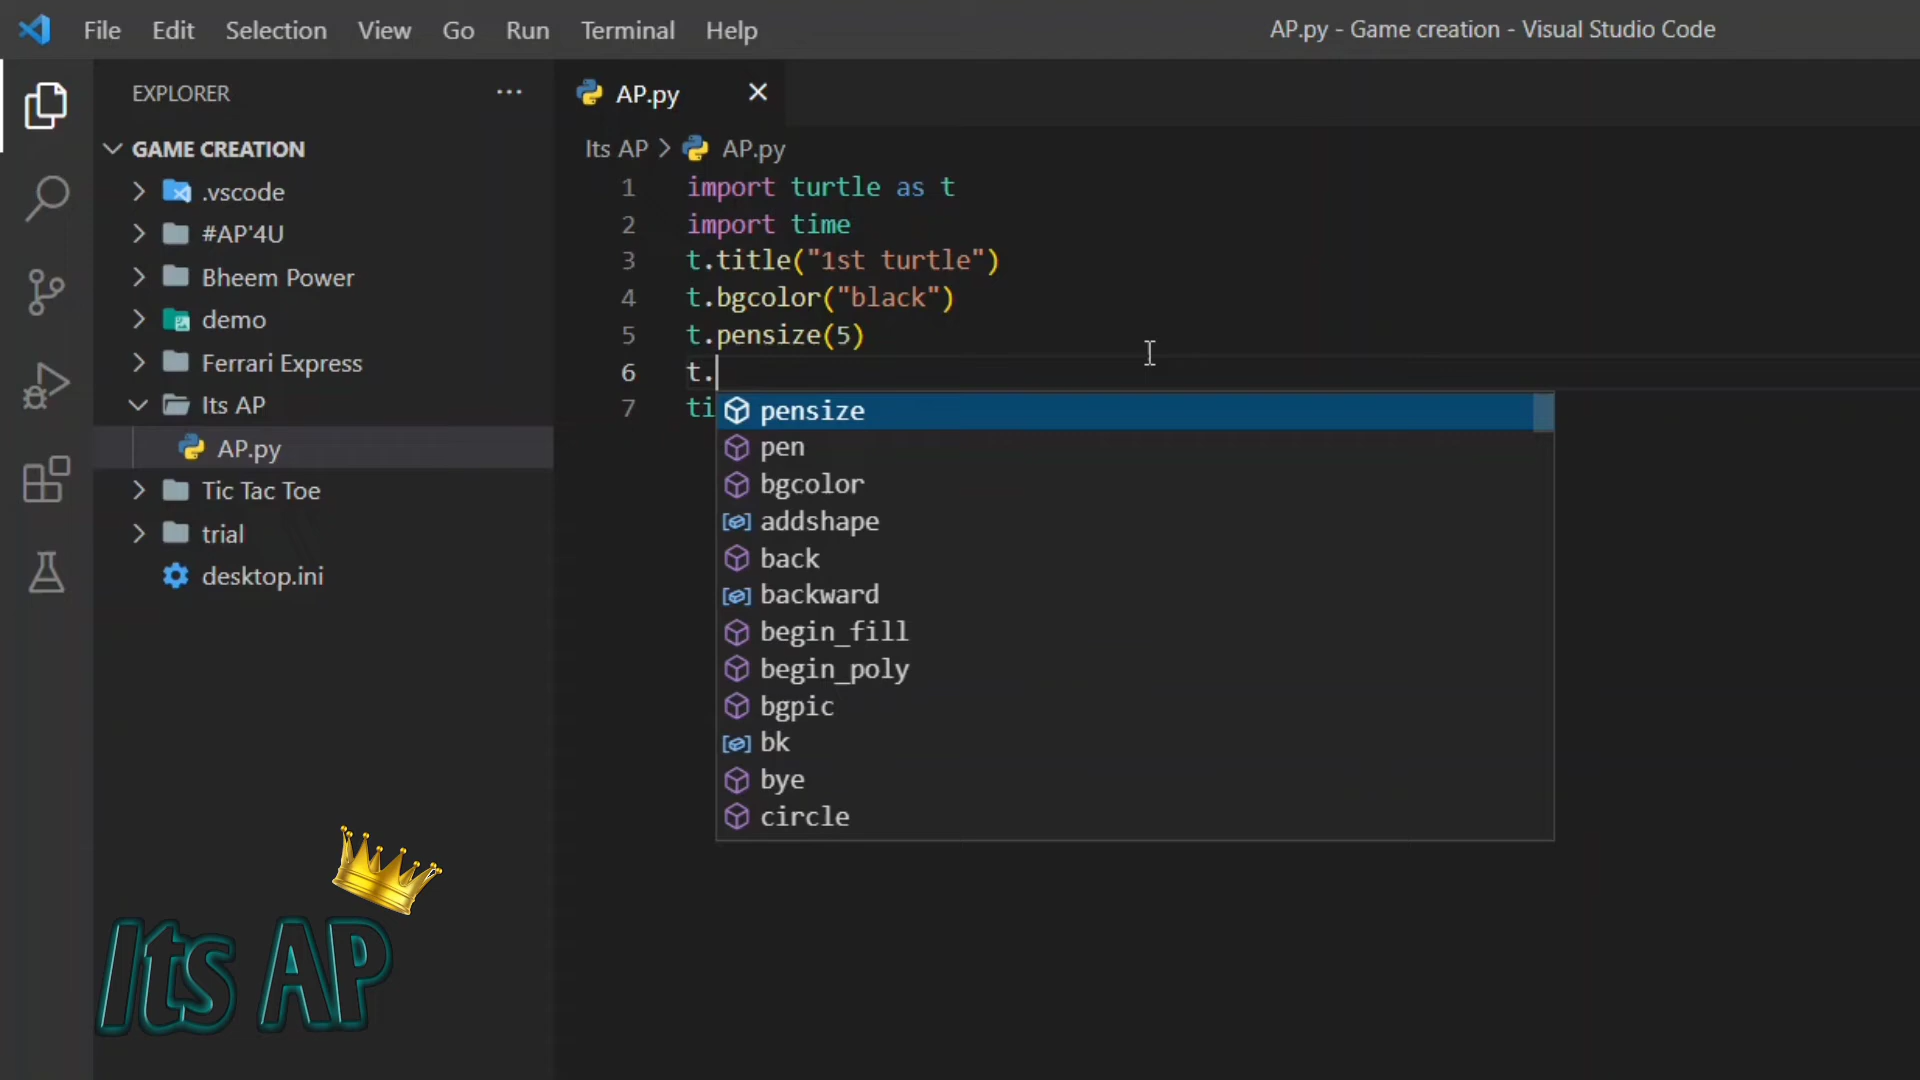 File Edit Selection View Go Run Terminal Help
AP.py - Game creation - Visual Studio Code
EXPLORER ...
GAME CREATION
.vscode
#AP'4U
Bheem Power
demo
Ferrari Express
Its AP
AP.py
Tic Tac Toe
trial
desktop.ini
AP.py
Its AP > AP.py
1 import turtle as t
2 import time
3 t.title("1st turtle")
4 t.bgcolor("black")
5 t.pensize(5)
6 t.
7 ti
pensize
pen
bgcolor
addshape
back
backward
begin_fill
begin_poly
bgpic
bk
bye
circle
Its AP